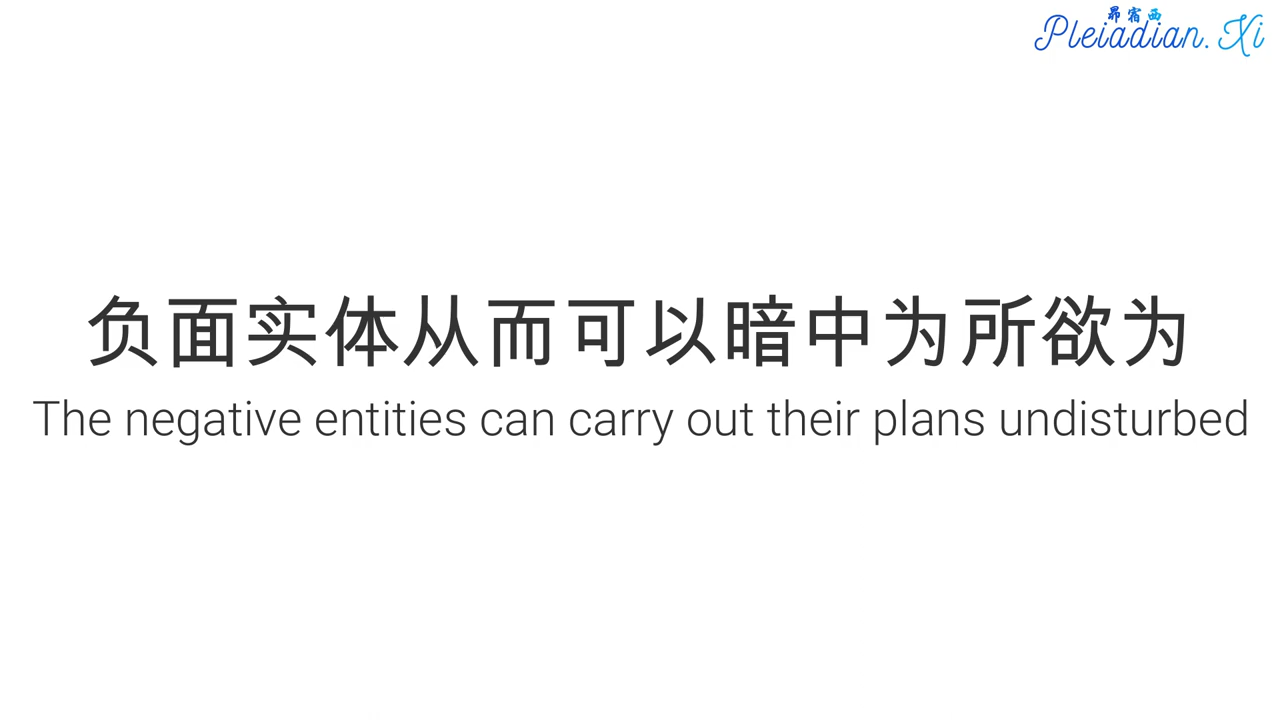 昴宿西
Pleiadian.Xi
负面实体从而可以暗中为所欲为
The negative entities can carry out their plans undisturbed